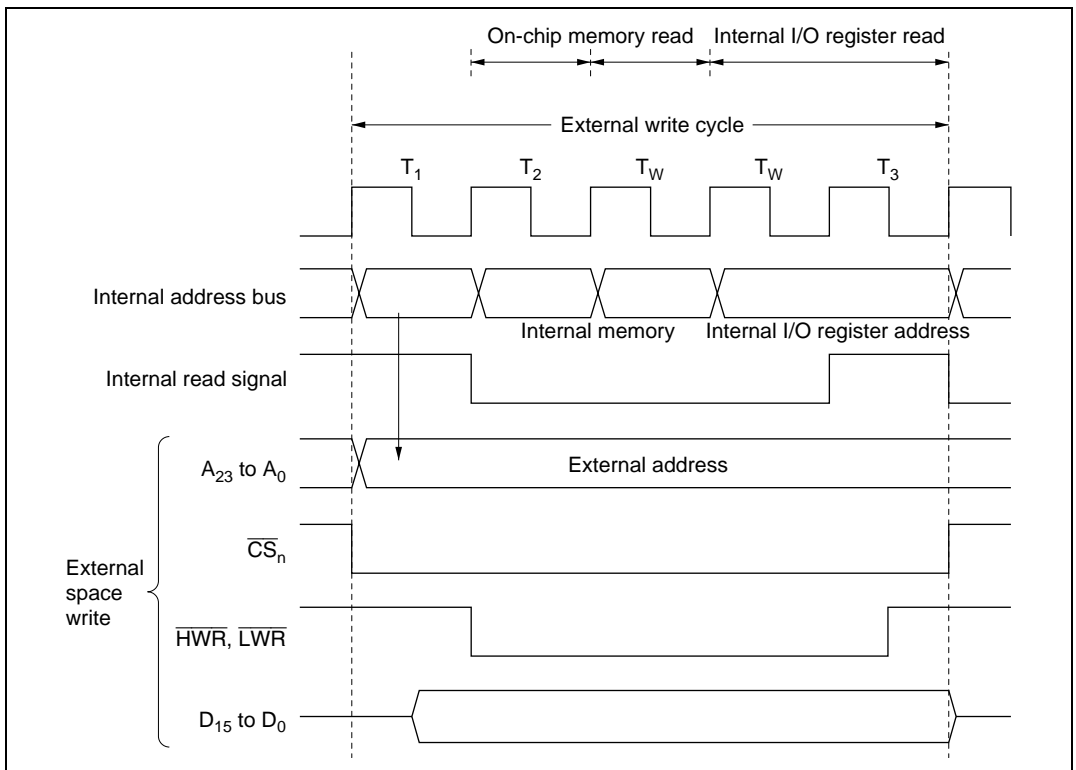 On-chip memory read Internal I/O register read
External write cycle
T1 T2 TW TW T3
Internal address bus
Internal memory Internal I/O register address
Internal read signal
A23 to A0 External address
CSn
External
space
write
HWR, LWR
D15 to D0